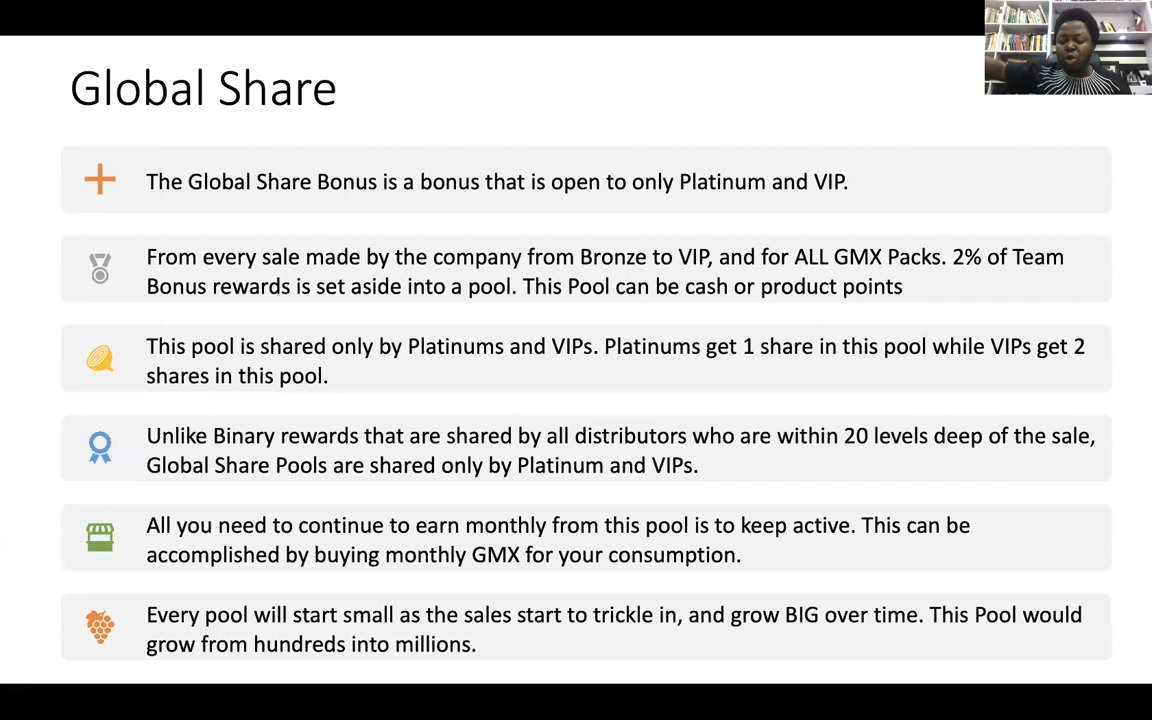 Global Share
The Global Share Bonus is a bonus that is open to only Platinum and VIP.
From every sale made by the company from Bronze to VIP, and for ALL GMX Packs. 2% of Team
Bonus rewards is set aside into a pool. This Pool can be cash or product points
This pool is shared only by Platinums and VIPs. Platinums get 1 share in this pool while VIPs get 2
shares in this pool.
Unlike Binary rewards that are shared by all distributors who are within 20 levels deep of the sale,
Global Share Pools are shared only by Platinum and VIPs.
All you need to continue to earn monthly from this pool is to keep active. This can be
accomplished by buying monthly GMX for your consumption.
Every pool will start small as the sales start to trickle in, and grow BIG over time. This Pool would
grow from hundreds into millions.